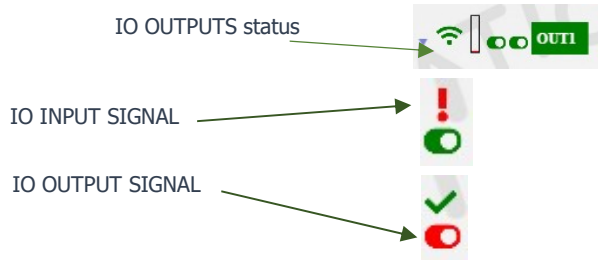 IO OUTPUTS status
OUT1
IO INPUT SIGNAL
IO OUTPUT SIGNAL